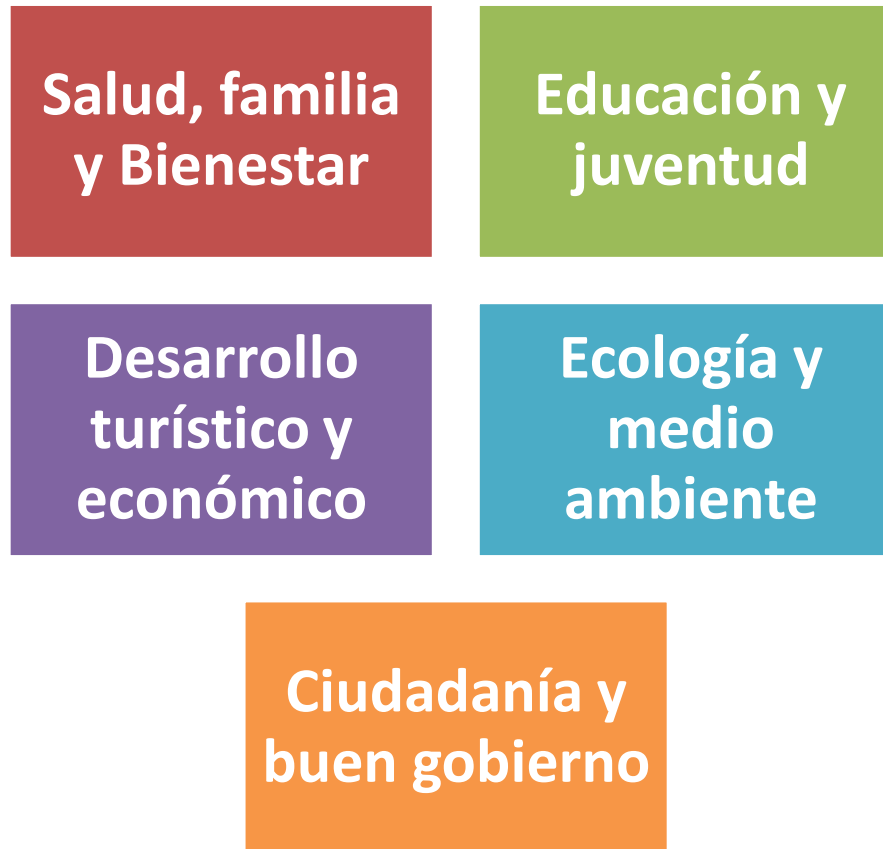 Salud, familia
y Bienestar
Educación y
juventud
Desarrollo
turístico y
económico
Ecología y
medio
ambiente
Ciudadanía y
buen gobierno